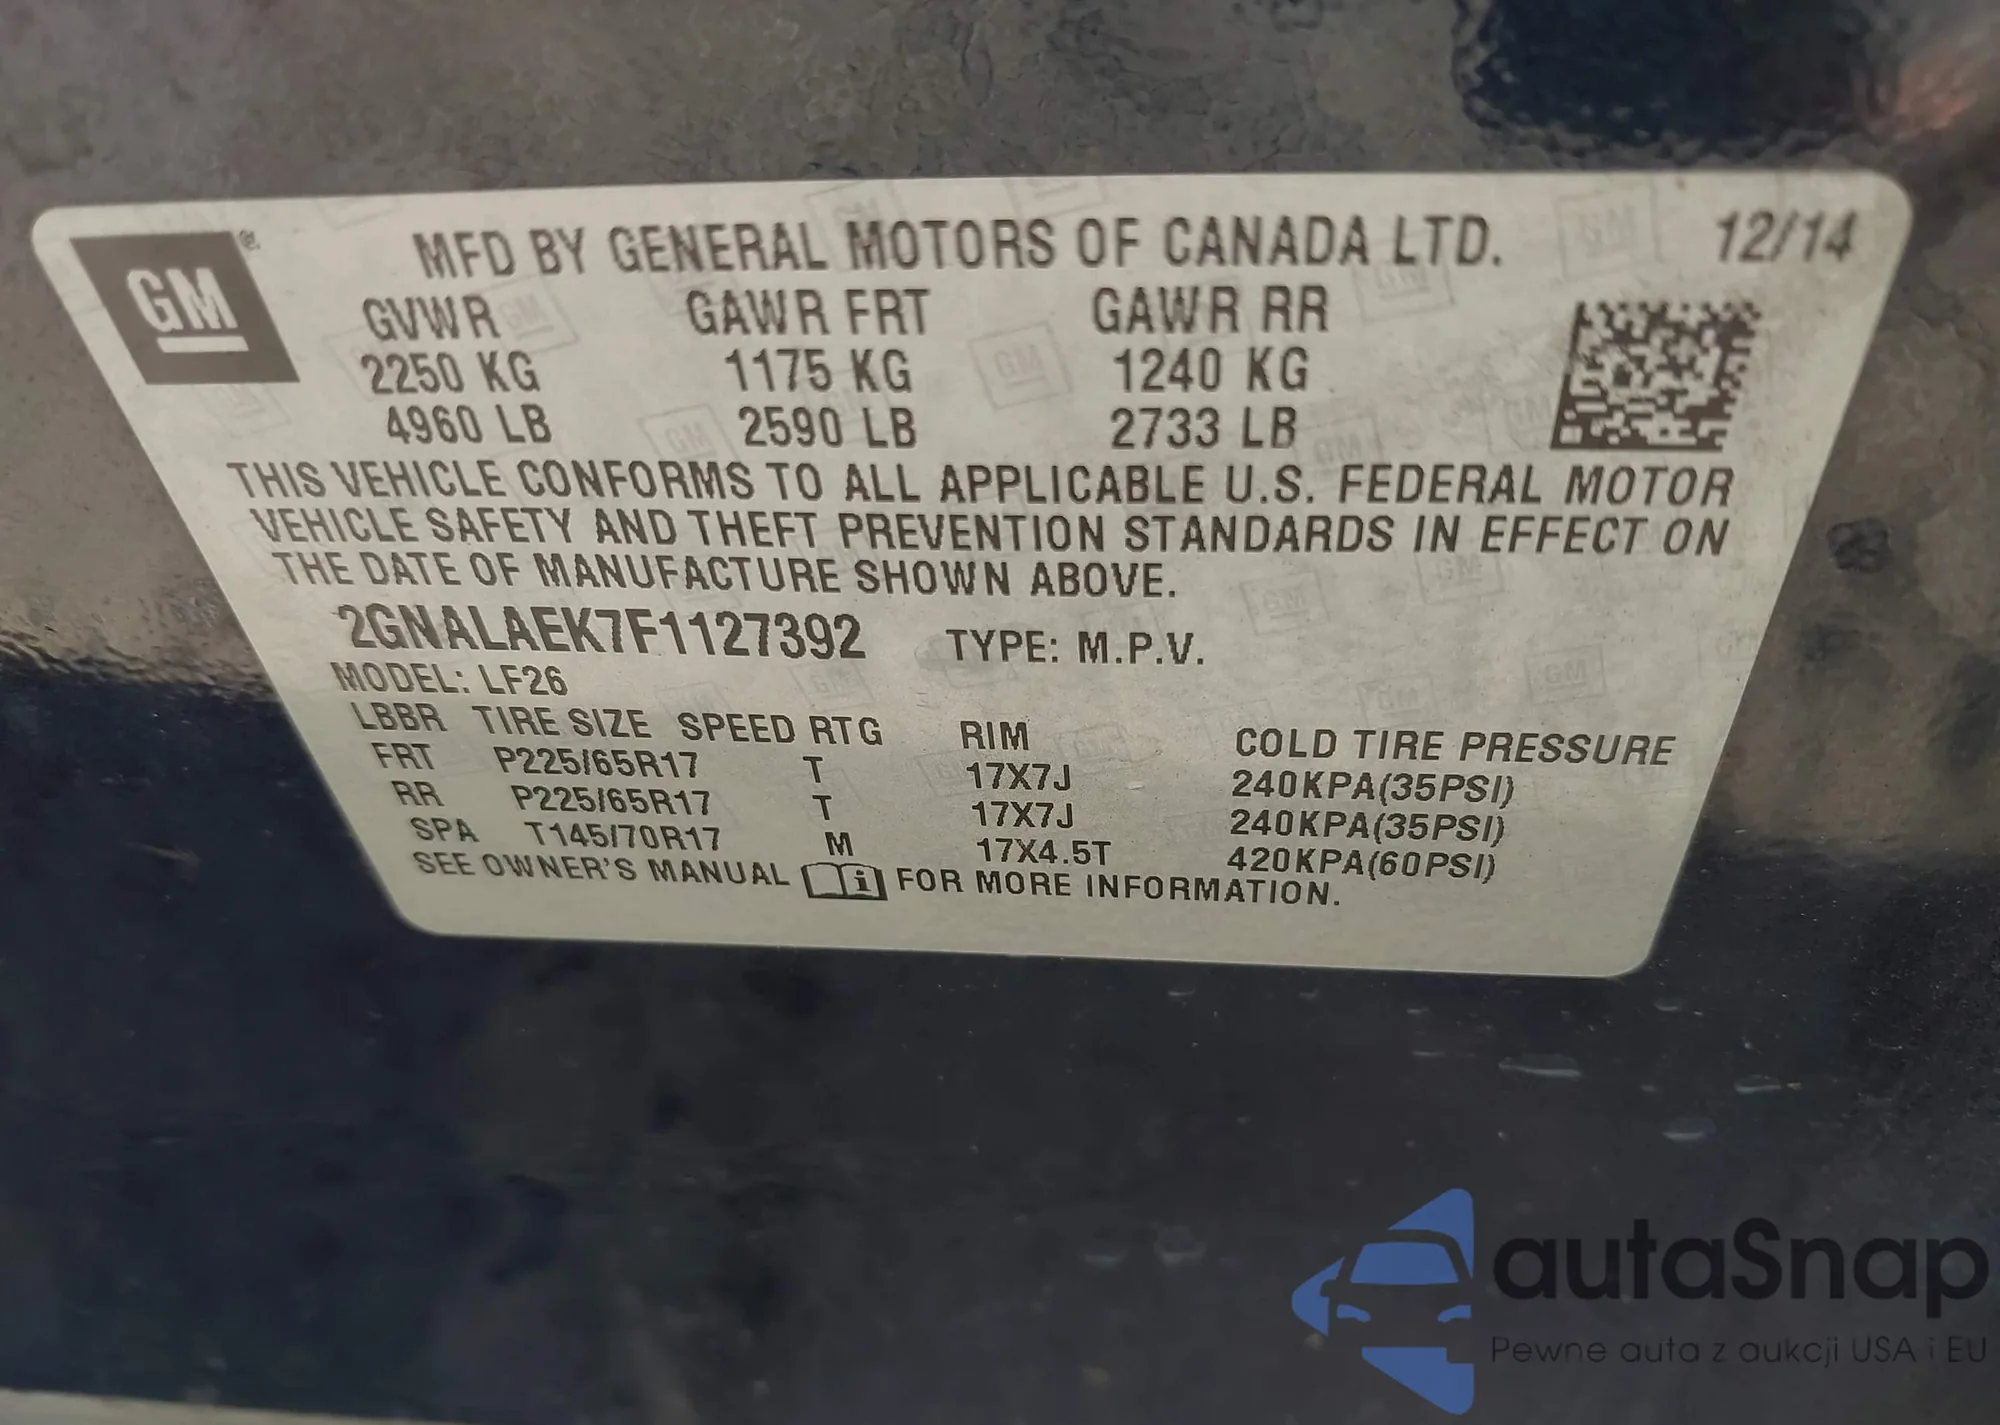 GM ®
MFD BY GENERAL MOTORS OF CANADA LTD. 12/14
GVWR GAWR FRT GAWR RR
2250 KG 1175 KG 1240 KG
4960 LB 2590 LB 2733 LB
THIS VEHICLE CONFORMS TO ALL APPLICABLE U.S. FEDERAL MOTOR
VEHICLE SAFETY AND THEFT PREVENTION STANDARDS IN EFFECT ON
THE DATE OF MANUFACTURE SHOWN ABOVE.
2GNALAEK7F1127392 TYPE: M.P.V.
MODEL: LF26
LBBR TIRE SIZE SPEED RTG RIM COLD TIRE PRESSURE
FRT P225/65R17 T 17X7J 240KPA(35PSI)
RR P225/65R17 T 17X7J 240KPA(35PSI)
SPA T145/70R17 M 17X4.5T 420KPA(60PSI)
SEE OWNER'S MANUAL i FOR MORE INFORMATION.
autaSnap
Pewne auta z aukcji USA i EU